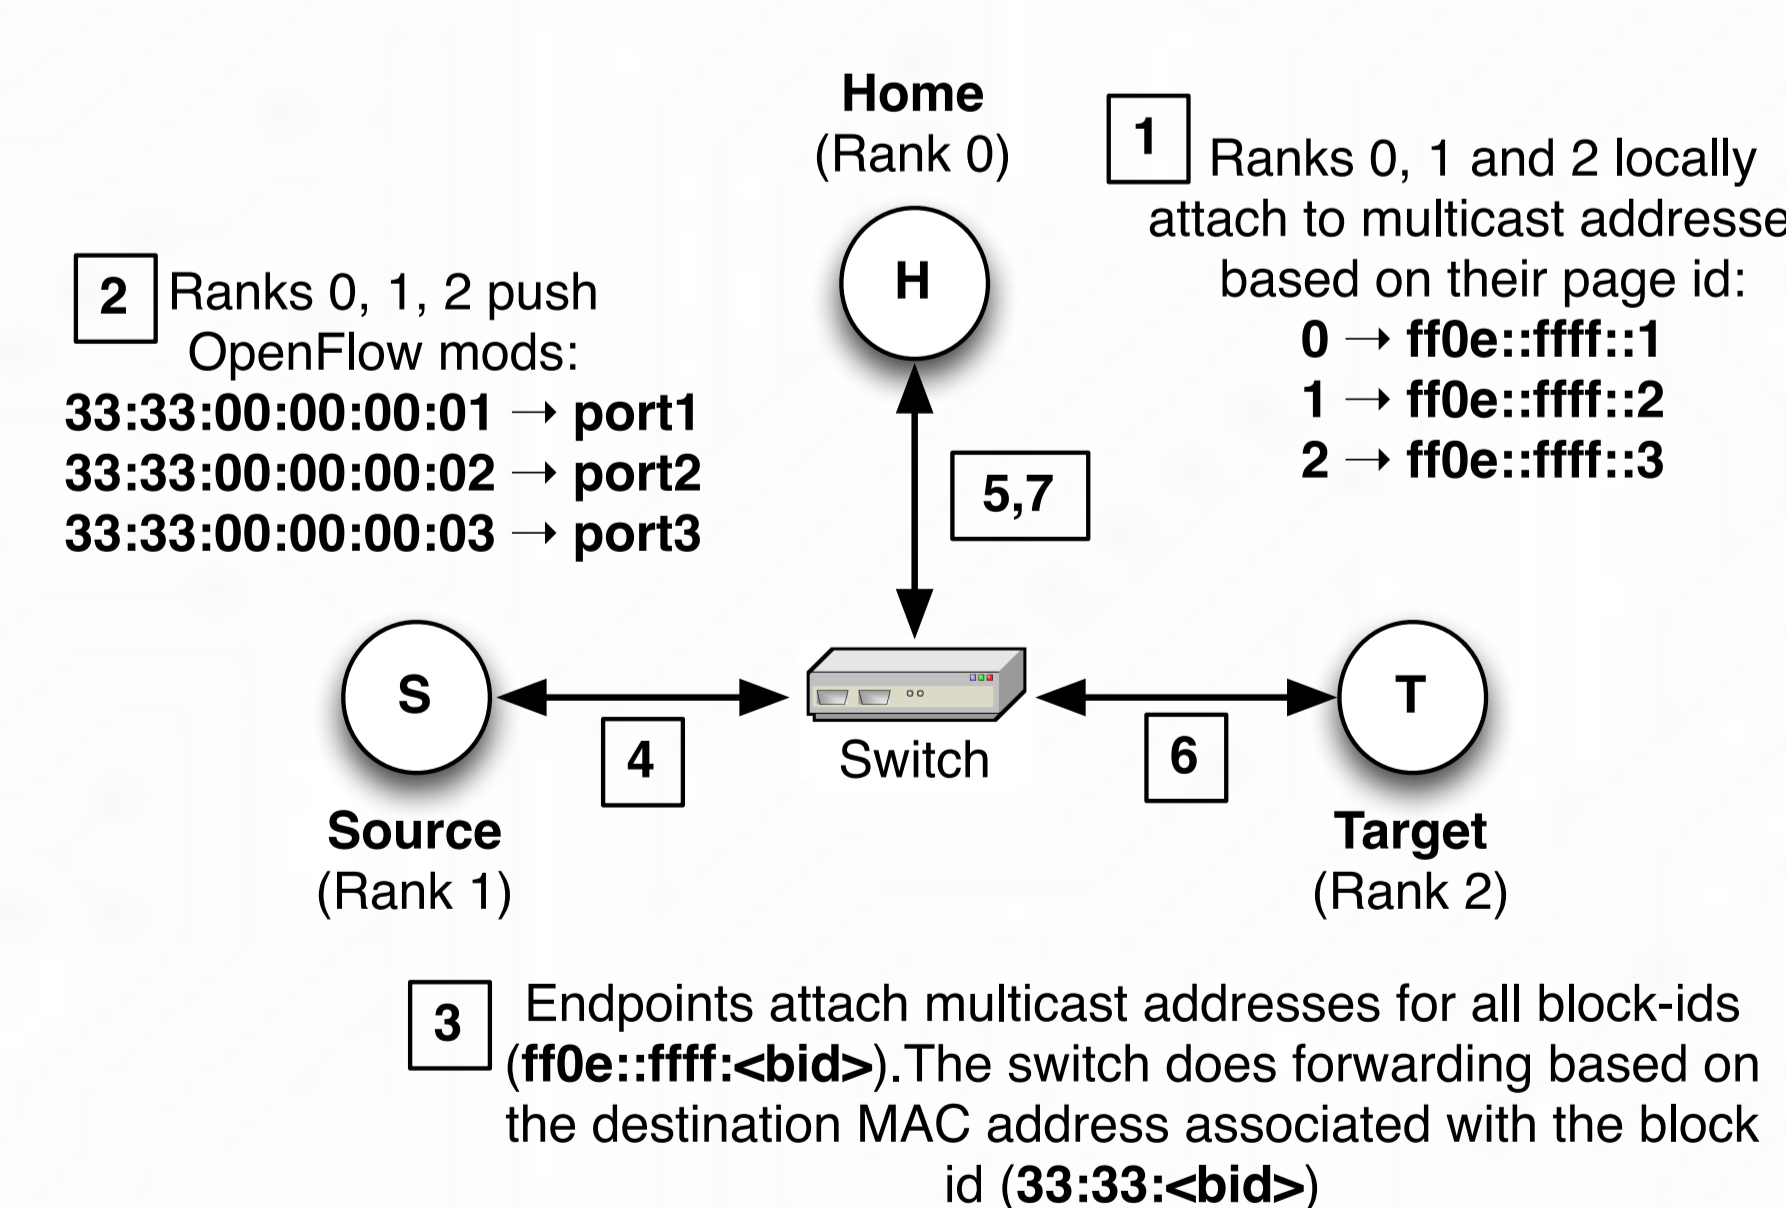 Home
(Rank 0)
H
1
Ranks 0, 1 and 2 locally
attach to multicast addresse
based on their page id:
0 → ff0e::ffff::1
1 → ff0e::ffff::2
2 → ff0e::ffff::3
2
Ranks 0, 1, 2 push
OpenFlow mods:
33:33:00:00:00:01 → port1
33:33:00:00:00:02 → port2
33:33:00:00:00:03 → port3
5,7
S
4
Switch
6
T
Source
(Rank 1)
Target
(Rank 2)
3
Endpoints attach multicast addresses for all block-ids
(ff0e::ffff:<bid>).The switch does forwarding based on
the destination MAC address associated with the block
id (33:33:<bid>)